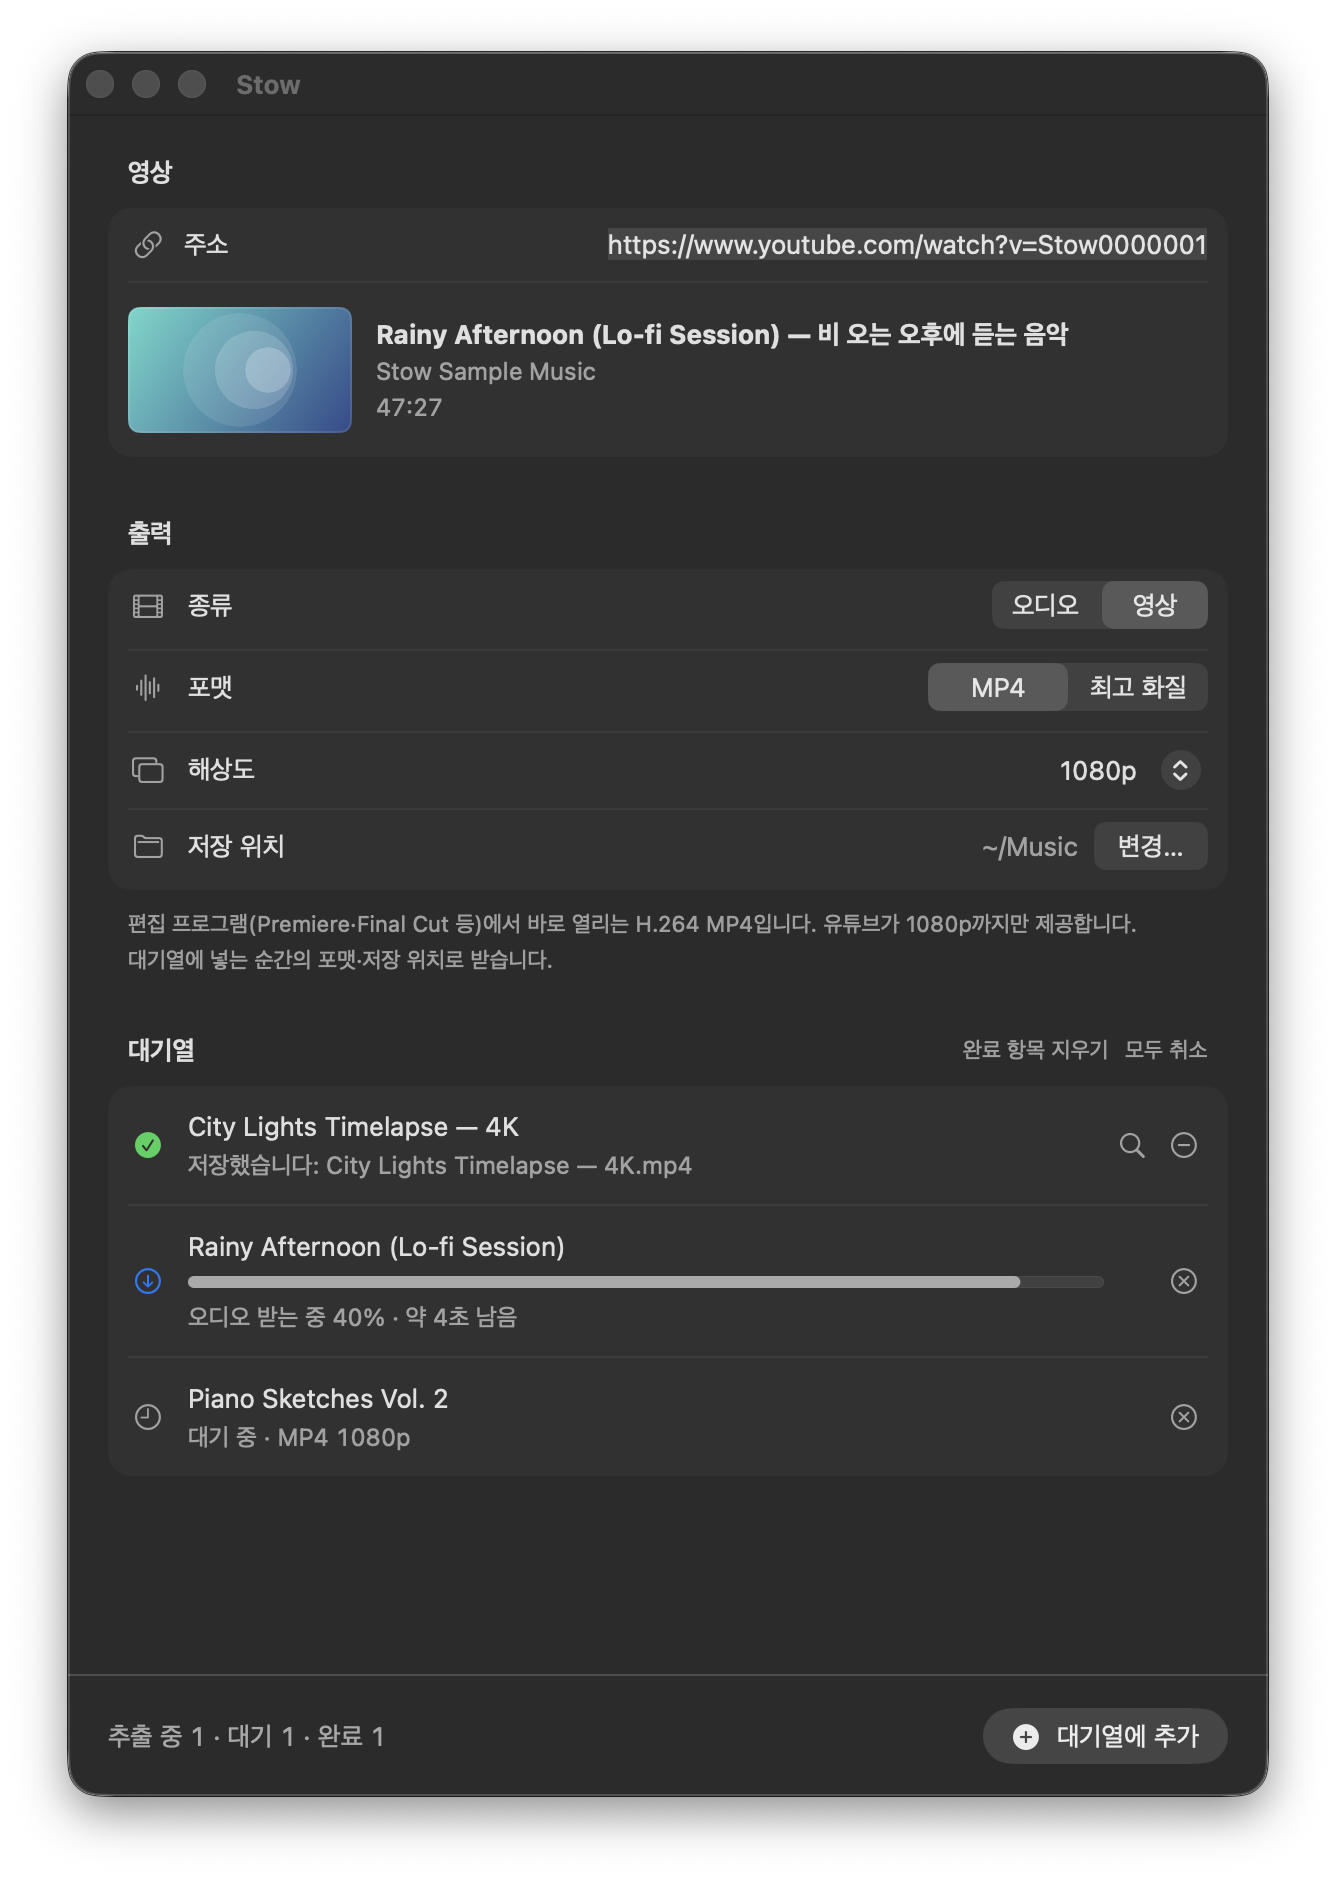 Stow
영상
주소
https://www.youtube.com/watch?v=Stow0000001
Rainy Afternoon (Lo-fi Session) — 비 오는 오후에 듣는 음악
Stow Sample Music
47:27
출력
종류
오디오 영상
포맷
MP4 최고 화질
해상도
1080p
저장 위치
~/Music 변경...
편집 프로그램(Premiere·Final Cut 등)에서 바로 열리는 H.264 MP4입니다. 유튜브가 1080p까지만 제공합니다.
대기열에 넣는 순간의 포맷·저장 위치로 받습니다.
대기열
완료 항목 지우기 모두 취소
City Lights Timelapse — 4K
저장했습니다: City Lights Timelapse — 4K.mp4
Rainy Afternoon (Lo-fi Session)
오디오 받는 중 40% · 약 4초 남음
Piano Sketches Vol. 2
대기 중 · MP4 1080p
추출 중 1 · 대기 1 · 완료 1
대기열에 추가